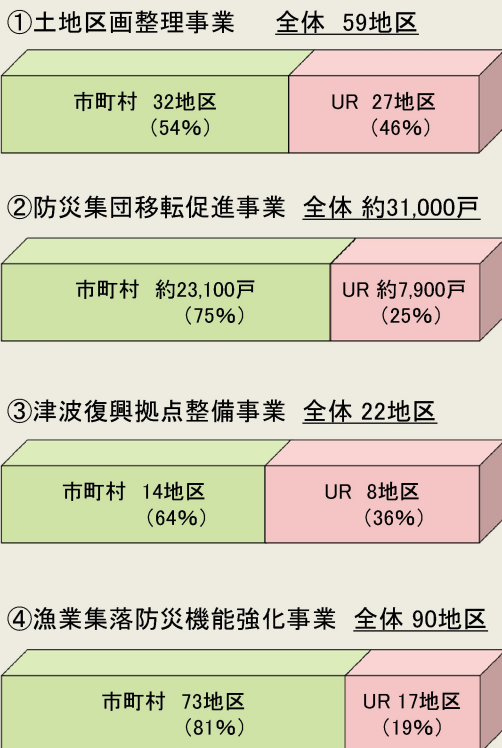 ①土地区画整理事業 全体 59地区
市町村 32地区 UR 27地区
(54%) (46%)
②防災集団移転促進事業 全体 約31,000戸
市町村 約23,100戸 UR 約7,900戸
(75%) (25%)
③津波復興拠点整備事業 全体 22地区
市町村 14地区 UR 8地区
(64%) (36%)
④漁業集落防災機能強化事業 全体 90地区
市町村 73地区 UR 17地区
(81%) (19%)